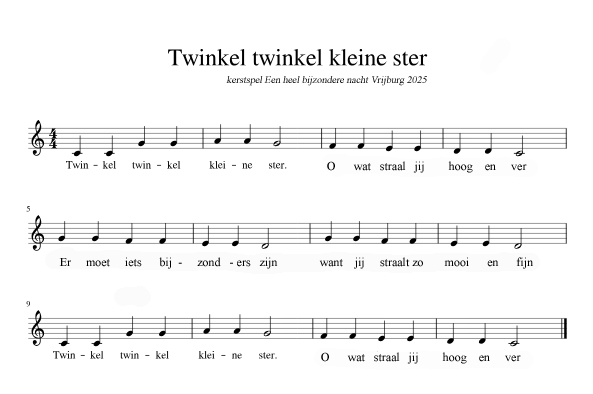 Twinkel twinkel kleine ster
kerstspel Een heel bijzondere nacht Vrijburg 2025
4
4
Twin - kel twin - kel klei - ne ster. O wat straal jij hoog en ver
5
Er moet iets bij - zond - ers zijn want jij straalt zo mooi en fijn
9
Twin - kel twin - kel klei - ne ster. O wat straal jij hoog en ver